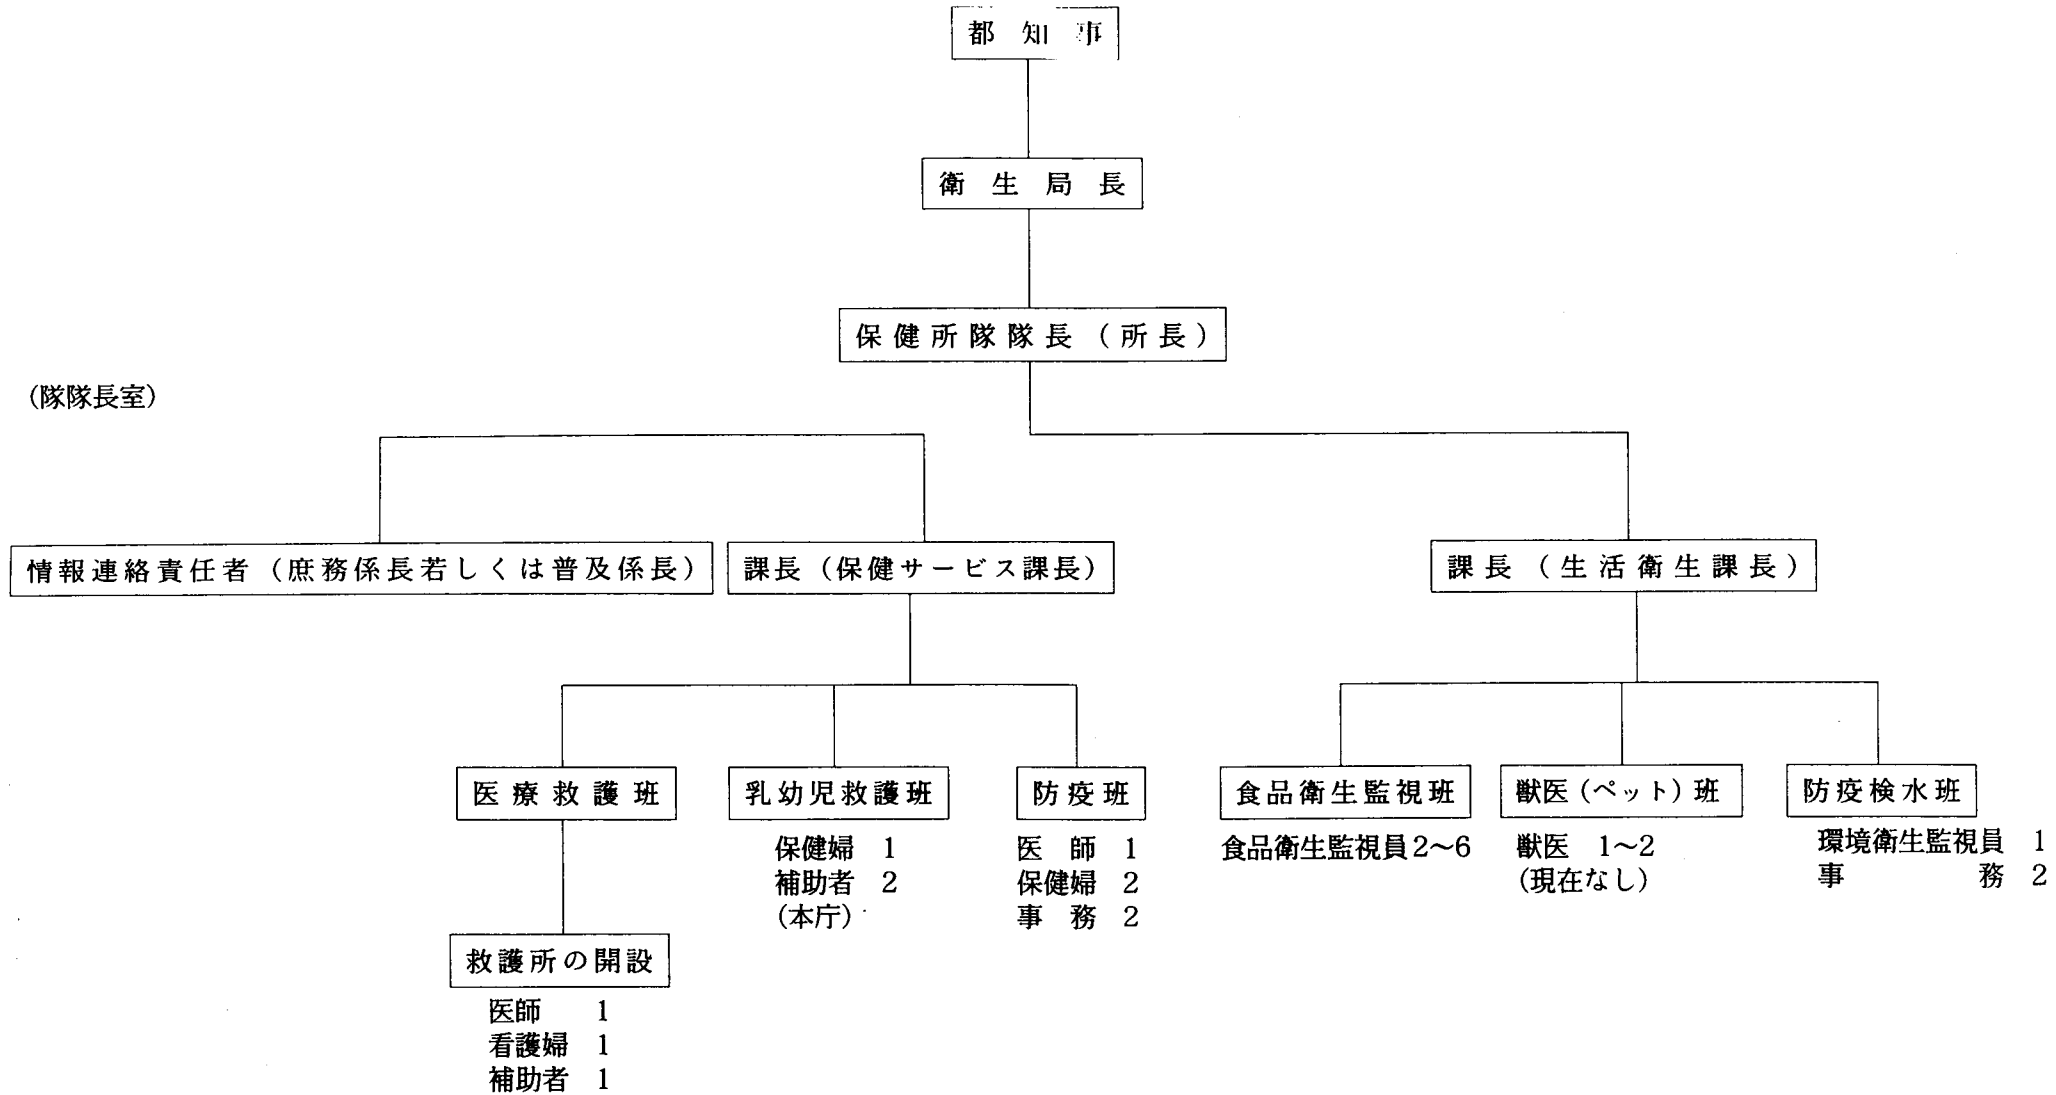 都知事
衛生局長
保健所隊隊長（所長）
（隊隊長室）
情報連絡責任者（庶務係長若しくは普及係長）
課長（保健サービス課長）
課長（生活衛生課長）
医療救護班
乳幼児救護班
防疫班
食品衛生監視班
獣医（ペット）班
防疫検水班
保健婦 1
補助者 2
（本庁）
医師 1
保健婦 2
事務 2
食品衛生監視員2～6
獣医 1～2
（現在なし）
環境衛生監視員 1
事務 2
救護所の開設
医師 1
看護婦 1
補助者 1